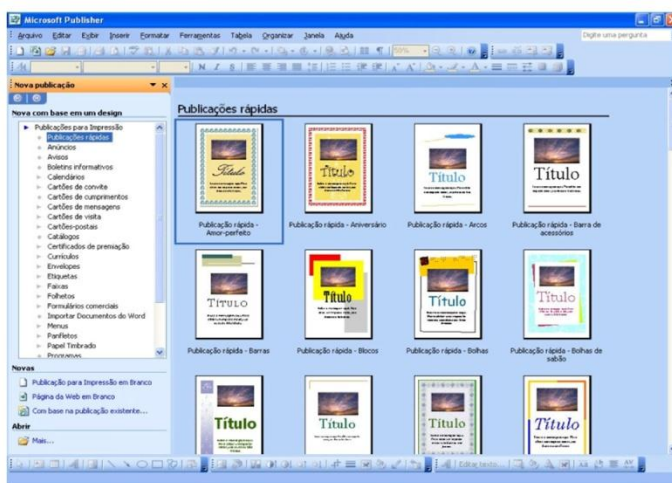 Microsoft Publisher
Arquivo Editar Exibir Inserir Formatar Ferramentas Tabela Organizar Janela Ajuda
Digite uma pergunta
50%
Nova publicação
Nova com base em um design
Publicações para Impressão
Publicações rápidas
Anúncios
Avisos
Boletins informativos
Calendários
Cartões de convite
Cartões de cumprimentos
Cartões de mensagens
Cartões de visita
Cartões-postais
Catálogos
Certificados de premiação
Currículos
Envelopes
Etiquetas
Faixas
Folhetos
Formulários comerciais
Importar Documentos do Word
Menus
Panfletos
Papel Timbrado
Programas
Novas
Publicação para Impressão em Branco
Página da Web em Branco
Com base na publicação existente...
Abrir
Mais...
Publicações rápidas
Título
Título
Título
Título
Publicação rápida -
Amor-perfeito
Publicação rápida - Aniversário
Publicação rápida - Arcos
Publicação rápida - Barra de
acessórios
TÍTULO
Título
Título
Título
Publicação rápida - Barras
Publicação rápida - Blocos
Publicação rápida - Bolhas
Publicação rápida - Bolhas de
sabão
Título
Título
Título
Título
Editar texto...